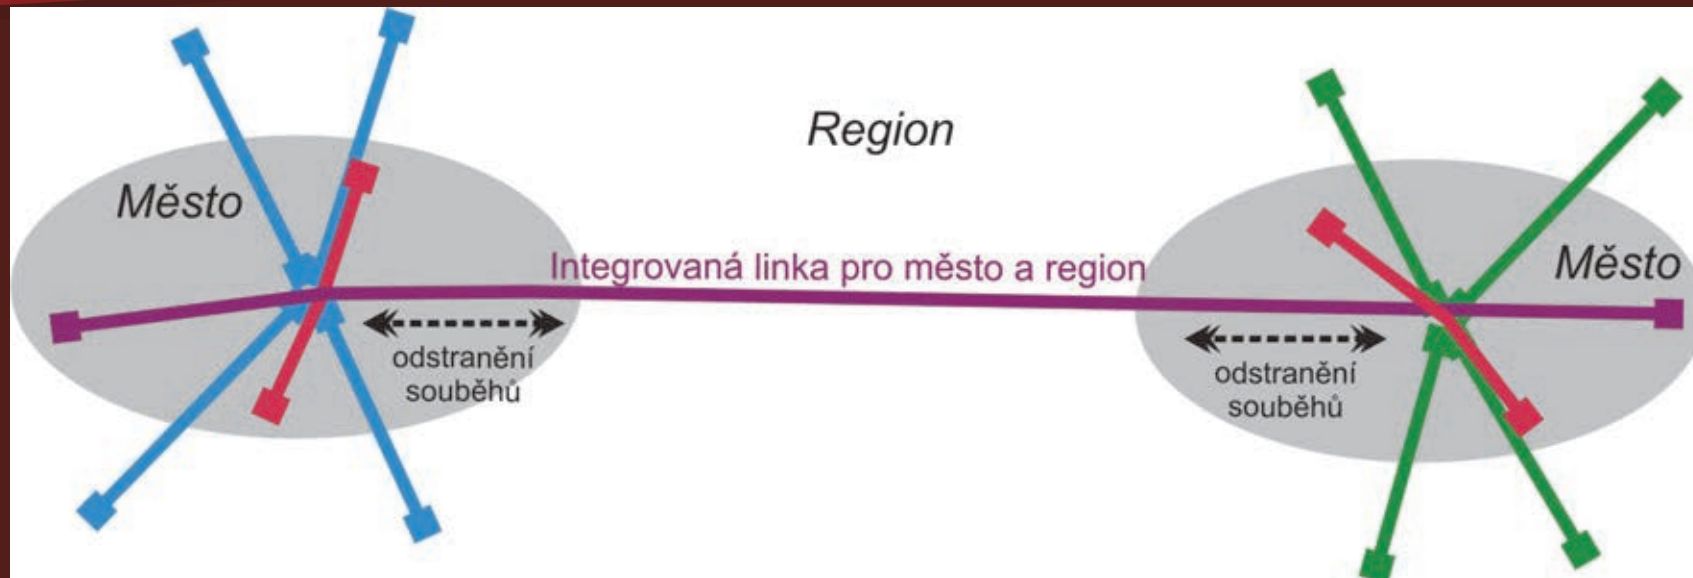 Region
Město
Integrovaná linka pro město a region
Město
odstranění
souběhů
odstranění
souběhů